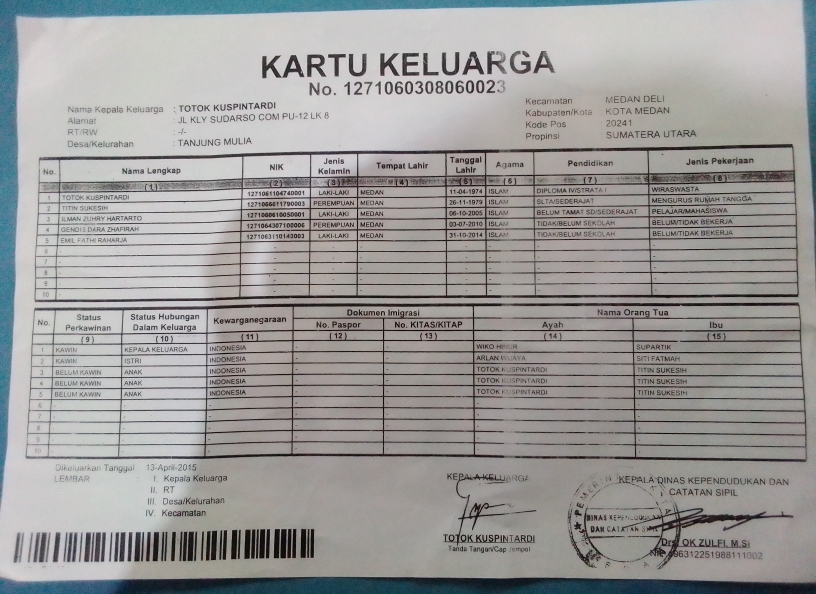 KARTU KELUARGA
No. 1271060308060023
Nama Kepala Keluarga : TOTOK KUSPINTARDI
Alamat : JL KLY SUDARSO COM PU-12 LK 8
RT/RW : -/-
Desa/Kelurahan : TANJUNG MULIA
Kecamatan : MEDAN DELI
Kabupaten/Kota : KOTA MEDAN
Kode Pos : 20241
Propinsi : SUMATERA UTARA
No. Nama Lengkap NIK Jenis Kelamin Tempat Lahir Tanggal Lahir Agama Pendidikan Jenis Pekerjaan
(1) (2) (3) (4) (5) (6) (7) (8)
1 TOTOK KUSPINTARDI 1271061104740001 LAKI-LAKI MEDAN 11-04-1974 ISLAM DIPLOMA IV/STRATA I WIRASWASTA
2 TITIN SUKESIH 1271066611790003 PEREMPUAN MEDAN 26-11-1979 ISLAM SLTA/SEDERAJAT MENGURUS RUMAH TANGGA
3 ILMAN ZUHRY HARTARTO 1271060610050001 LAKI-LAKI MEDAN 06-10-2005 ISLAM BELUM TAMAT SD/SEDERAJAT PELAJAR/MAHASISWA
4 GENDIS DARA ZHAFIRAH 1271064307100006 PEREMPUAN MEDAN 03-07-2010 ISLAM TIDAK/BELUM SEKOLAH BELUM/TIDAK BEKERJA
5 EMIL FATHI RAHARJA 1271063110143003 LAKI-LAKI MEDAN 31-10-2014 ISLAM TIDAK/BELUM SEKOLAH BELUM/TIDAK BEKERJA
6 - - - - - - - -
7 - - - - - - - -
8 - - - - - - - -
9 - - - - - - - -
10 - - - - - - - -
No. Status Perkawinan Status Hubungan Dalam Keluarga Kewarganegaraan Dokumen Imigrasi Nama Orang Tua
No. Paspor No. KITAS/KITAP Ayah Ibu
(9) (10) (11) (12) (13) (14) (15)
1 KAWIN KEPALA KELUARGA INDONESIA - - WIKO SUPARTIK
2 KAWIN ISTRI INDONESIA - - ARLAN WIJAYA SITI FATMAH
3 BELUM KAWIN ANAK INDONESIA - - TOTOK KUSPINTARDI TITIN SUKESIH
4 BELUM KAWIN ANAK INDONESIA - - TOTOK KUSPINTARDI TITIN SUKESIH
5 BELUM KAWIN ANAK INDONESIA - - TOTOK KUSPINTARDI TITIN SUKESIH
6 - - - - - - -
7 - - - - - - -
8 - - - - - - -
9 - - - - - - -
10 - - - - - - -
Dikeluarkan Tanggal : 13-April-2015
LEMBAR : I. Kepala Keluarga
II. RT
III. Desa/Kelurahan
IV. Kecamatan
KEPALA KELUARGA
TOTOK KUSPINTARDI
Tanda Tangan/Cap Jempol
KEPALA DINAS KEPENDUDUKAN DAN
CATATAN SIPIL
DINAS KEPENDUDUKAN
DAN CATATAN SIPIL
Drs. OK ZULFI, M.Si
NIP. 196312251988111002